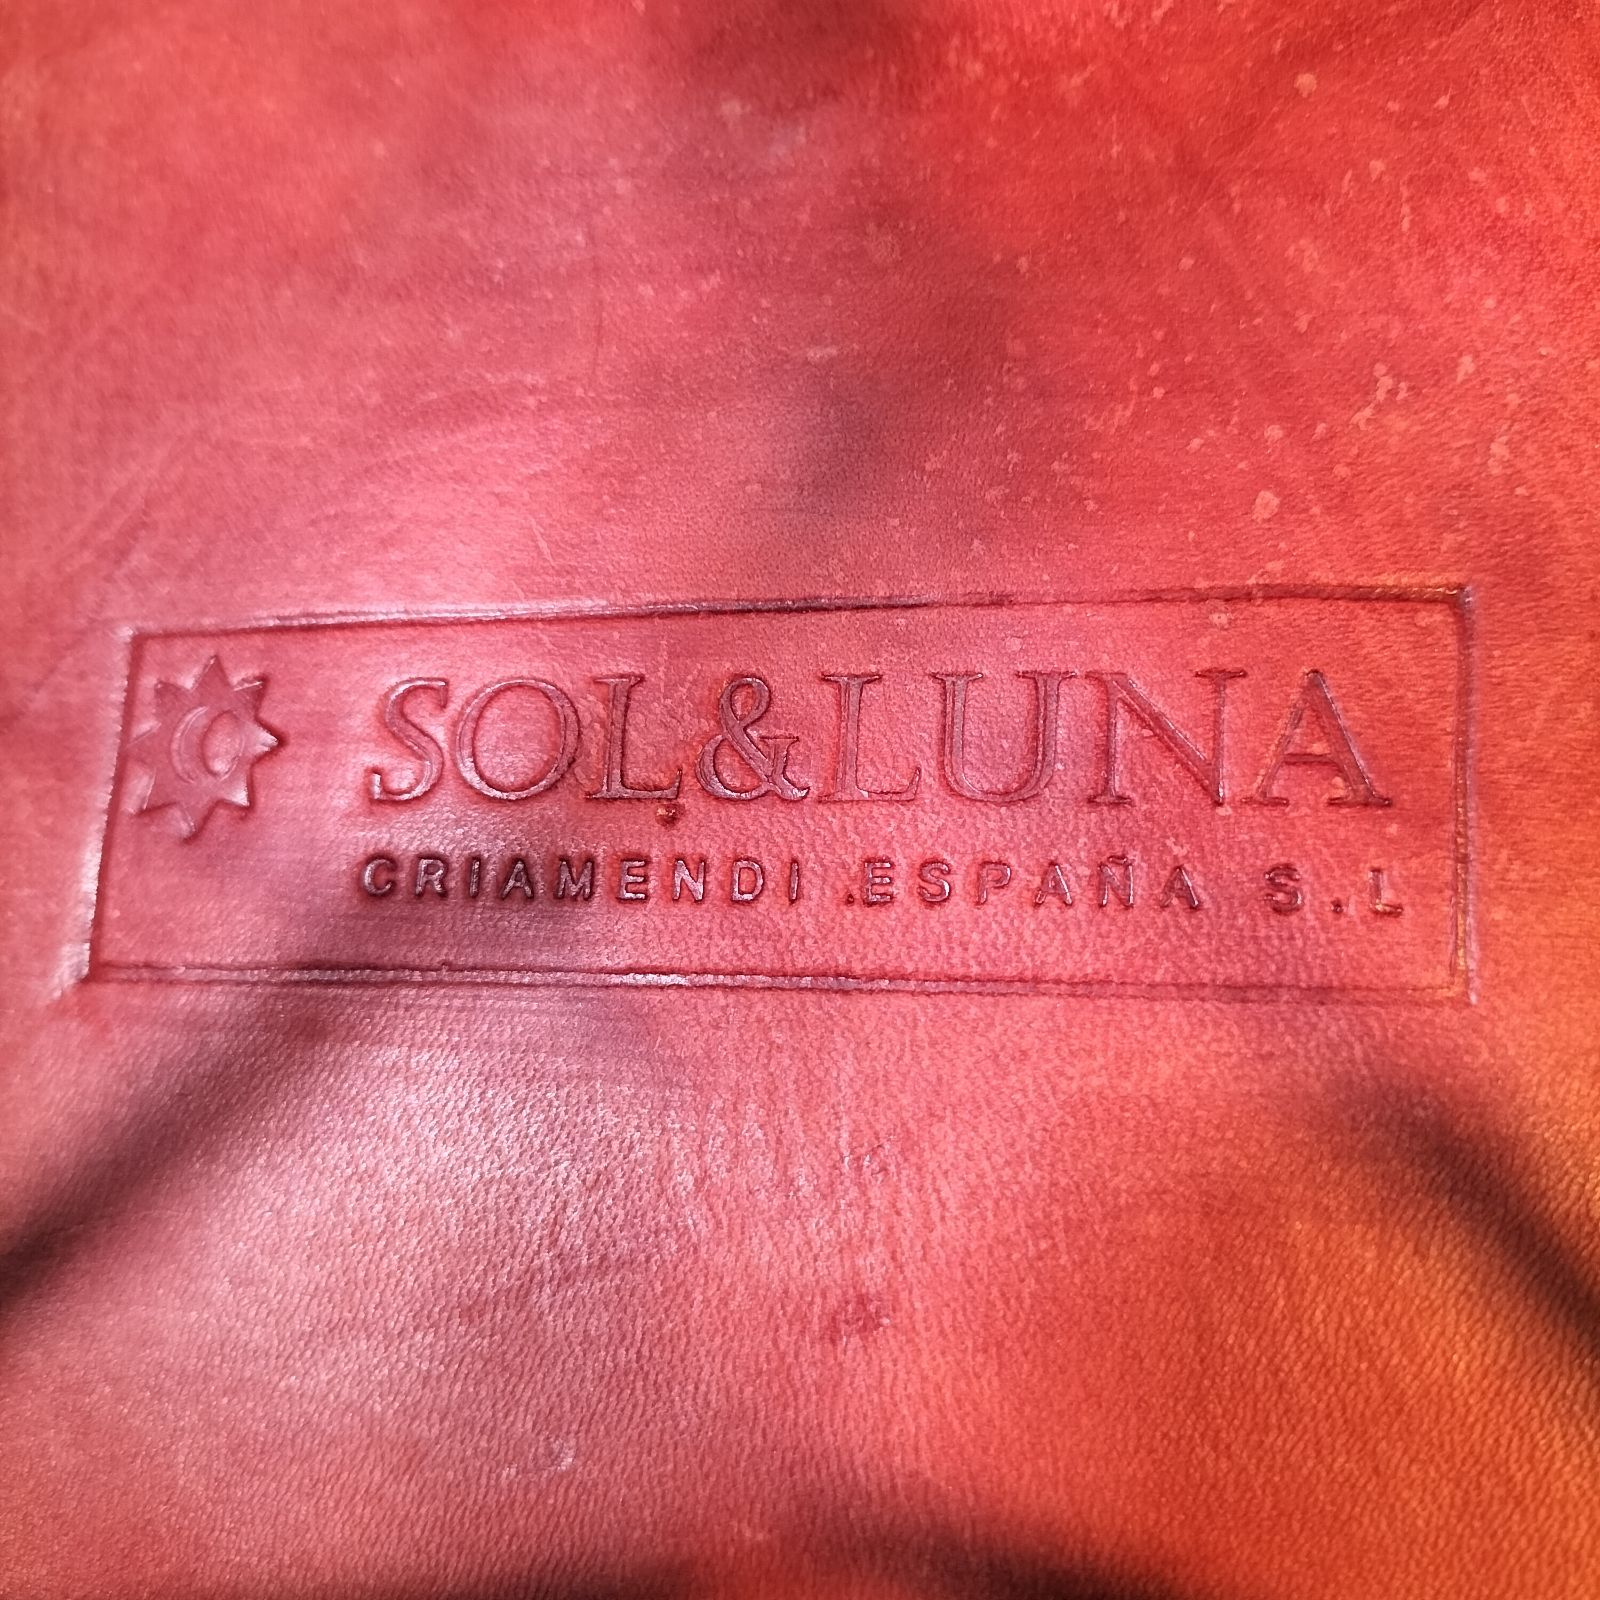 SOL&LUNA
CRIAMENDI .ESPAÑA S.L